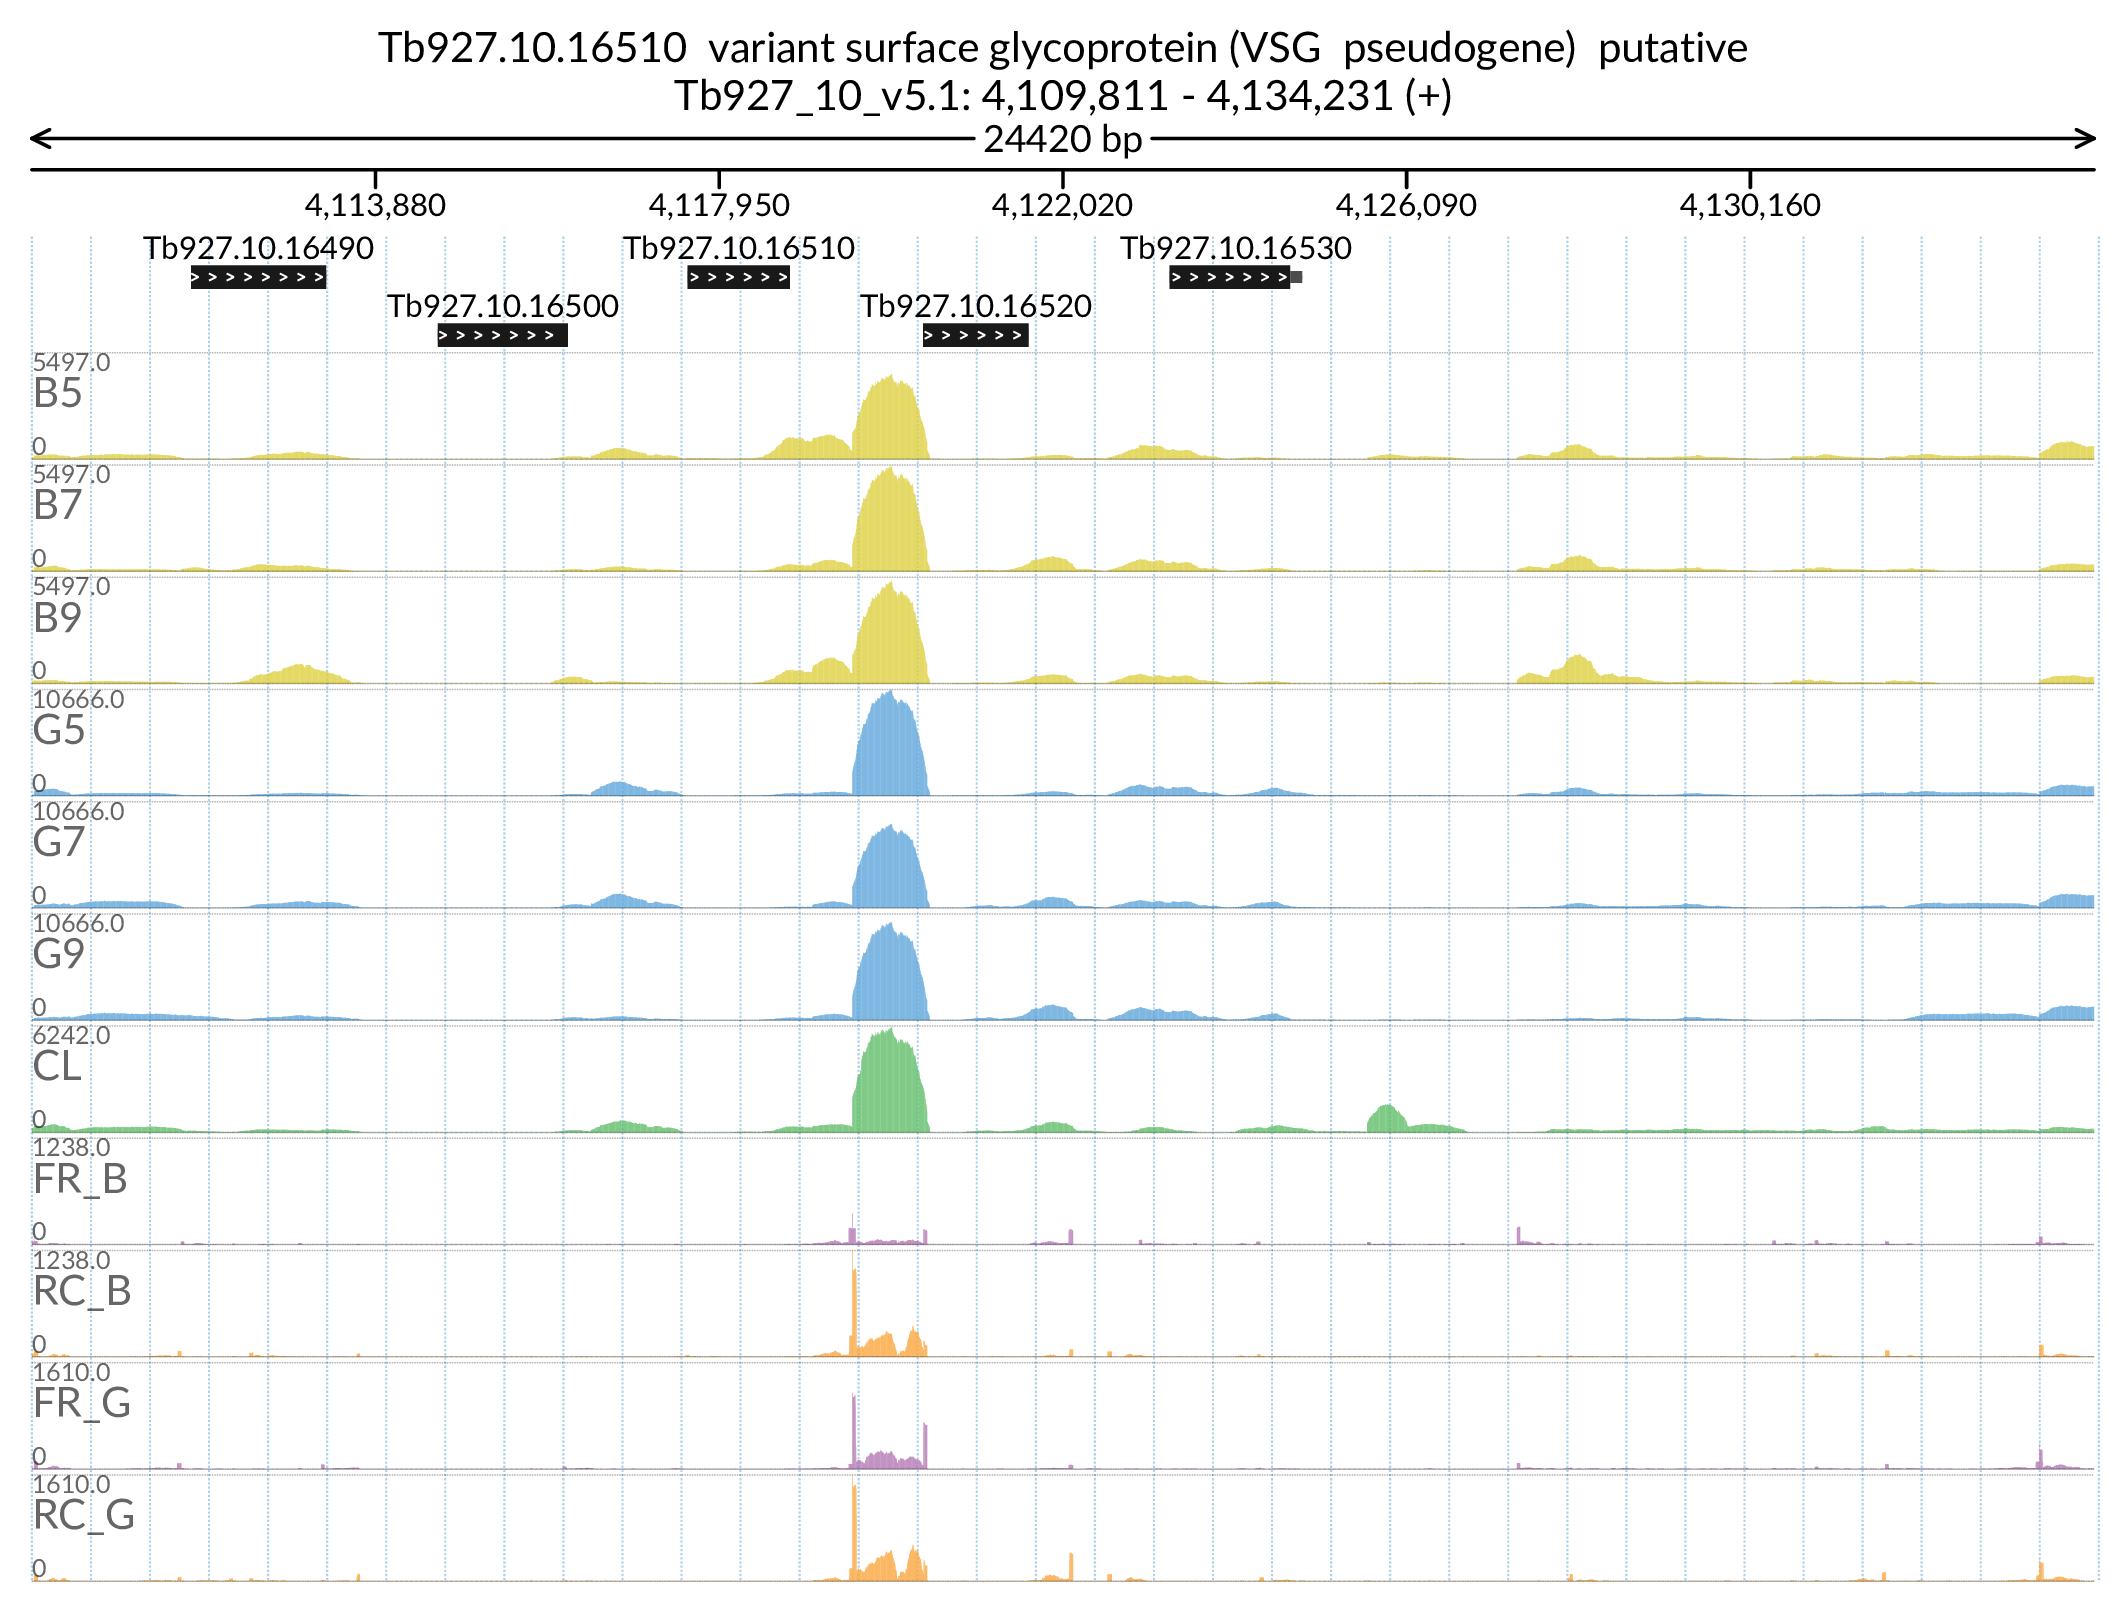 Tb927.10.16510 variant surface glycoprotein (VSG pseudogene) putative
Tb927_10_v5.1: 4,109,811 - 4,134,231 (+)
24420 bp
4,113,880 4,117,950 4,122,020 4,126,090 4,130,160
Tb927.10.16490 Tb927.10.16510 Tb927.10.16530
Tb927.10.16500 Tb927.10.16520
5497.0
B5
0
5497.0
B7
0
5497.0
B9
0
10666.0
G5
0
10666.0
G7
0
10666.0
G9
0
6242.0
CL
0
1238.0
FR_B
0
1238.0
RC_B
0
1610.0
FR_G
0
1610.0
RC_G
0